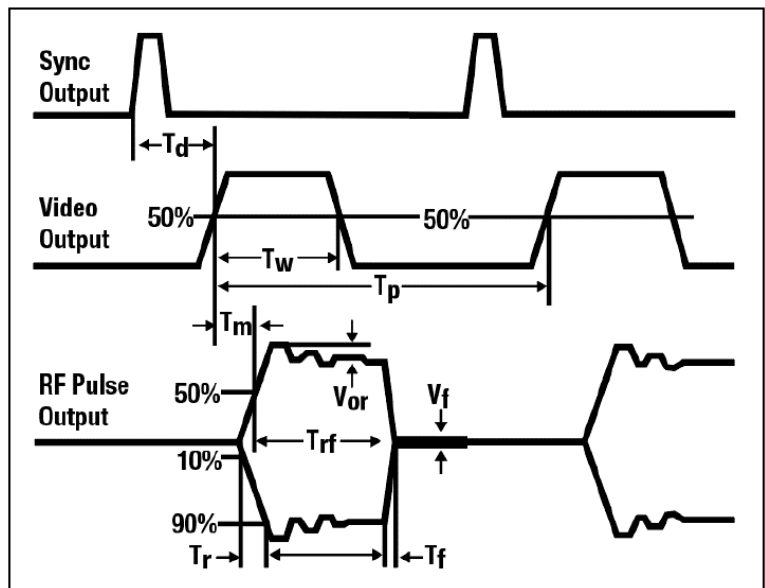 Sync
Output
Td
Video
Output
50%
50%
Tw
Tp
Tm
RF Pulse
Output
50%
Vor
Vf
Trf
10%
90%
Tr
Tf